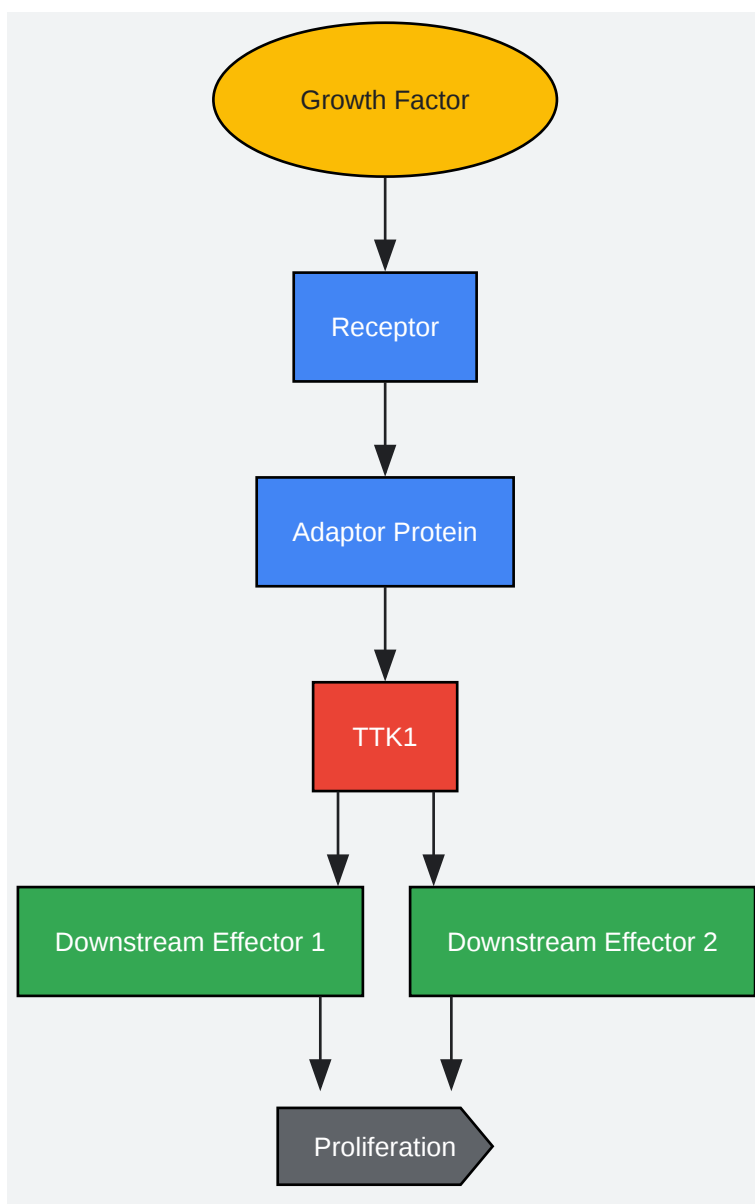 Growth Factor
Receptor
Adaptor Protein
TTK1
Downstream Effector 1
Downstream Effector 2
Proliferation